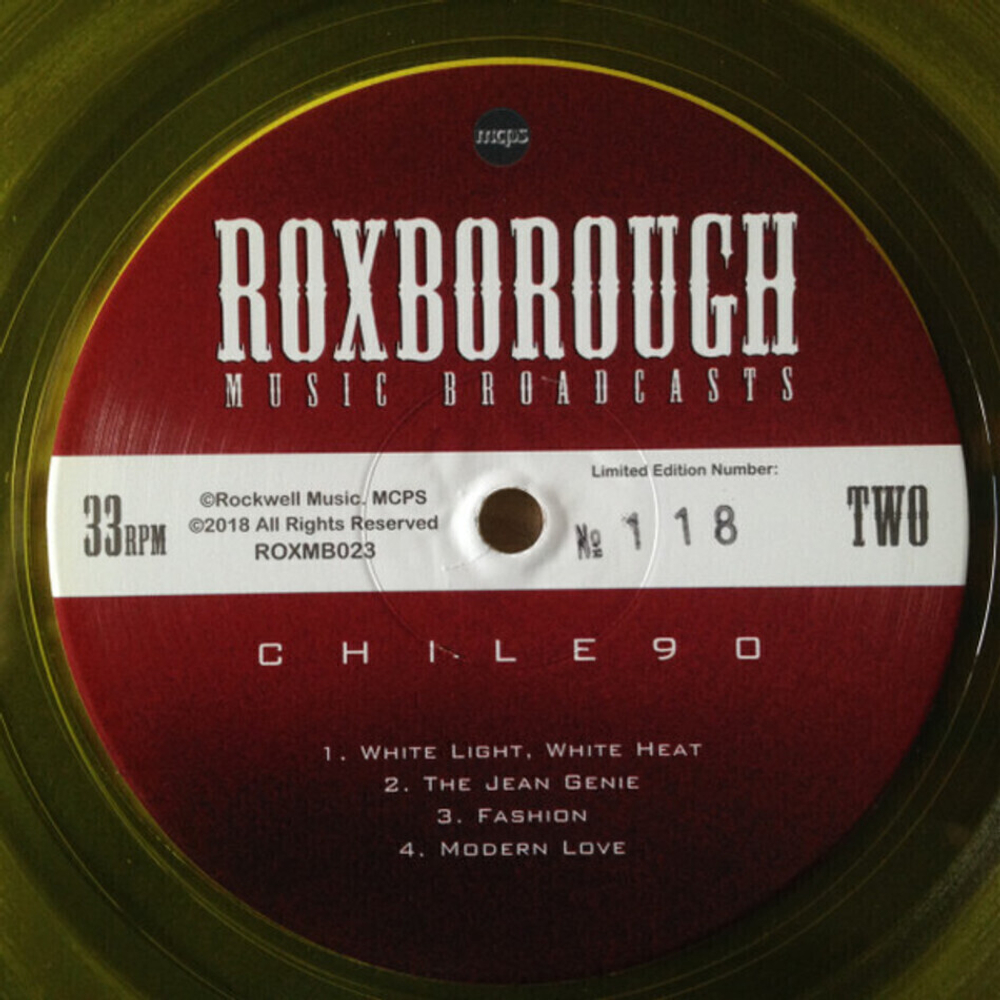 mcps
ROXBOROUGH
MUSIC BROADCASTS
Limited Edition Number:
33RPM
©Rockwell Music. MCPS
©2018 All Rights Reserved
ROXMB023
№ 118
TWO
CHILE90
1. WHITE LIGHT, WHITE HEAT
2. THE JEAN GENIE
3. FASHION
4. MODERN LOVE